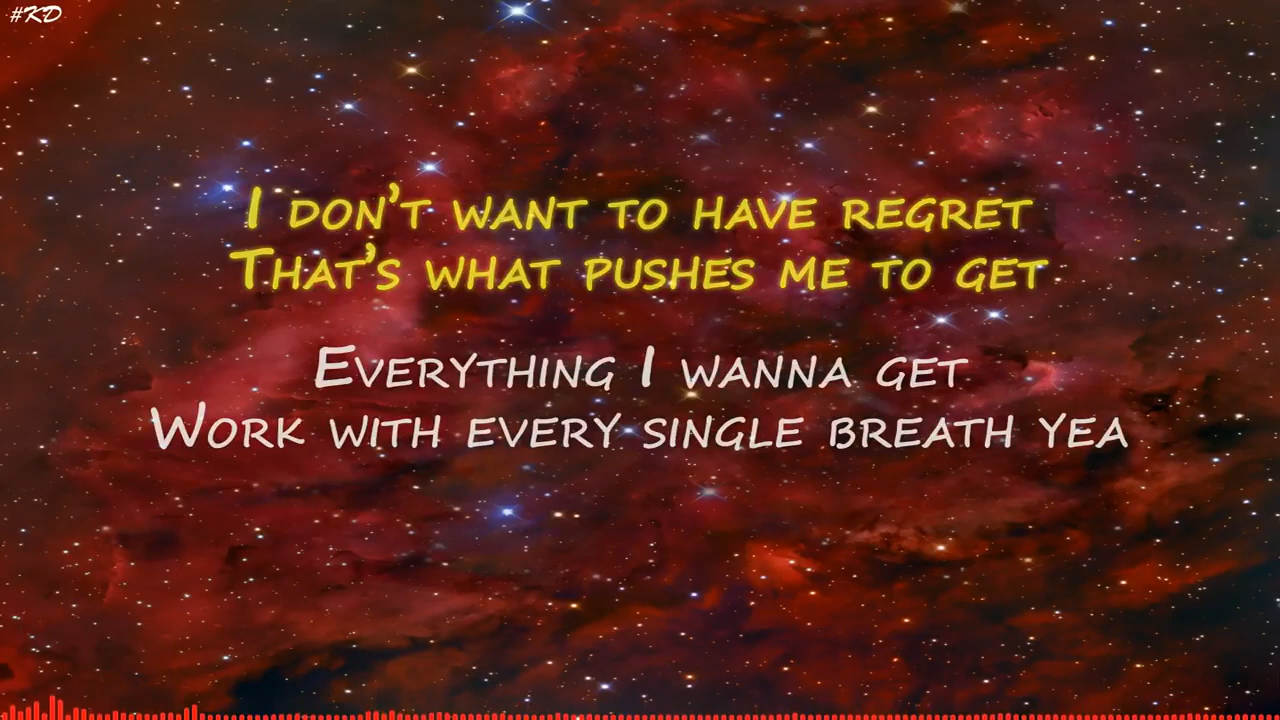 #KD
I DON'T WANT TO HAVE REGRET
THAT'S WHAT PUSHES ME TO GET
EVERYTHING I WANNA GET
WORK WITH EVERY SINGLE BREATH YEA